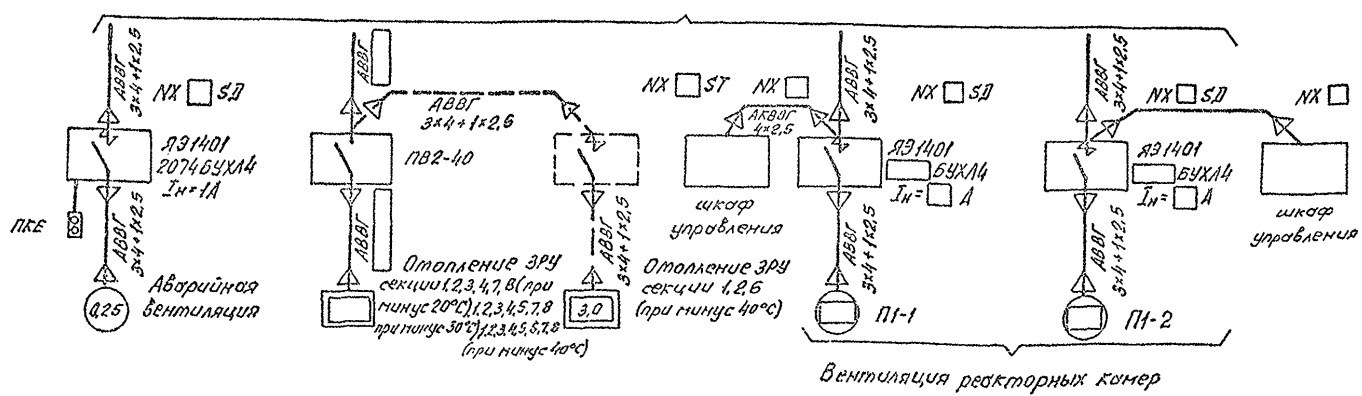 АВВГ
3×4+1×2,5
NX SД
ЯЭ1401
2074БУХЛ4
Iн=1А
ПКЕ
АВВГ
3×4+1×2,5
0,25
Аварийная
вентиляция
АВВГ
АВВГ
3×4+1×2,6
ПВ2-40
АВВГ
Отопление ЗРУ
секции 1,2,3,4,7,8 (при
минус 20°С), 1,2,3,4,5,7,8
при минус 30°С), 1,2,3,4,5,6,7,8
(при минус 40°С)
АВВГ
3×4+1×2,5
3,0
Отопление ЗРУ
секции 1,2,6
(при минус 40°С)
NX SТ
NX
АКВВГ
4×2,5
шкаф
управления
АВВГ
3×4+1×2,5
NX SД
ЯЭ1401
БУХЛ4
Iн= А
АВВГ
3×4+1×2,5
П1-1
АВВГ
3×4+1×2,5
NX SД
NX
ЯЭ1401
БУХЛ4
Iн= А
шкаф
управления
АВВГ
3×4+1×2,5
П1-2
Вентиляция реакторных камер